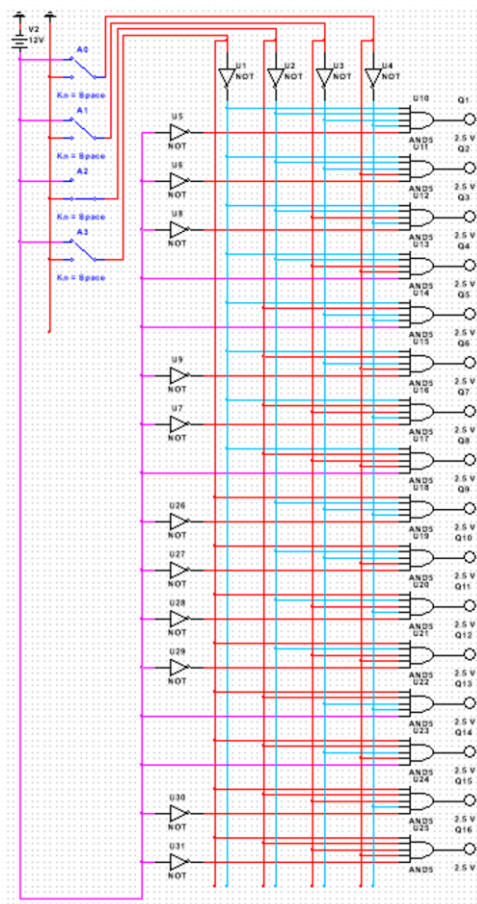 V2
12V
A0
Kn = Space
A1
Kn = Space
A2
Kn = Space
A3
Kn = Space
U1
NOT
U2
NOT
U3
NOT
U4
NOT
U5
NOT
U6
NOT
U8
NOT
U9
NOT
U7
NOT
U26
NOT
U27
NOT
U28
NOT
U29
NOT
U30
NOT
U31
NOT
U10
Q1
AND5
2.5 V
U11
Q2
AND5
2.5 V
U12
Q3
AND5
2.5 V
U13
Q4
AND5
2.5 V
U14
Q5
AND5
2.5 V
U15
Q6
AND5
2.5 V
U16
Q7
AND5
2.5 V
U17
Q8
AND5
2.5 V
U18
Q9
AND5
2.5 V
U19
Q10
AND5
2.5 V
U20
Q11
AND5
2.5 V
U21
Q12
AND5
2.5 V
U22
Q13
AND5
2.5 V
U23
Q14
AND5
2.5 V
U24
Q15
AND5
2.5 V
U25
Q16
AND5
2.5 V